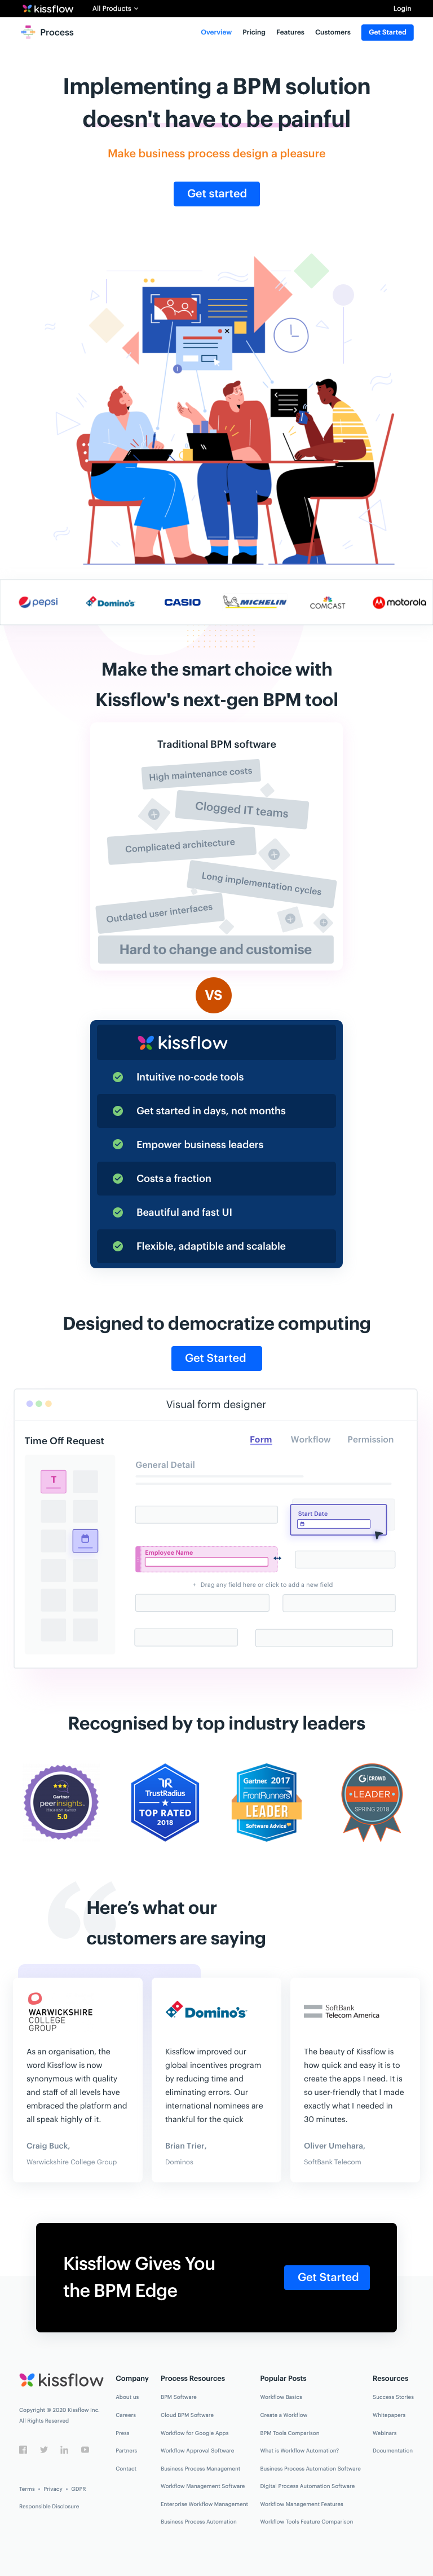 kissflow
All Products
Login
Process
Overview
Pricing
Features
Customers
Get Started
Implementing a BPM solution
doesn't have to be painful
Make business process design a pleasure
Get started
pepsi
Domino's
CASIO
MICHELIN
COMCAST
motorola
Make the smart choice with
Kissflow's next-gen BPM tool
Traditional BPM software
High maintenance costs
Clogged IT teams
Complicated architecture
Long implementation cycles
Outdated user interfaces
Hard to change and customise
VS
kissflow
Intuitive no-code tools
Get started in days, not months
Empower business leaders
Costs a fraction
Beautiful and fast UI
Flexible, adaptible and scalable
Designed to democratize computing
Get Started
Visual form designer
Time Off Request
Form
Workflow
Permission
General Detail
T
Start Date
Employee Name
+ Drag any field here or click to add a new field
Recognised by top industry leaders
Gartner
peerinsights.
5.0
TR
TrustRadius
TOP RATED
2018
Gartner 2017
FrontRunners
LEADER
Software Advice
G CROWD
LEADER
SPRING 2018
Here's what our
customers are saying
WARWICKSHIRE
COLLEGE
GROUP
As an organisation, the
word Kissflow is now
synonymous with quality
and staff of all levels have
embraced the platform and
all speak highly of it.
Craig Buck,
Warwickshire College Group
Domino's
Kissflow improved our
global incentives program
by reducing time and
eliminating errors. Our
international nominees are
thankful for the quick
Brian Trier,
Dominos
SoftBank
Telecom America
The beauty of Kissflow is
how quick and easy it is to
create the apps I need. It is
so user-friendly that I made
exactly what I needed in
30 minutes.
Oliver Umehara,
SoftBank Telecom
Kissflow Gives You
the BPM Edge
Get Started
kissflow
Copyright © 2020 Kissflow Inc.
All Rights Reserved
Terms • Privacy • GDPR
Responsible Disclosure
Company
About us
Careers
Press
Partners
Contact
Process Resources
BPM Software
Cloud BPM Software
Workflow for Google Apps
Workflow Approval Software
Business Process Management
Workflow Management Software
Enterprise Workflow Management
Business Process Automation
Popular Posts
Workflow Basics
Create a Workflow
BPM Tools Comparison
What is Workflow Automation?
Business Process Automation Software
Digital Process Automation Software
Workflow Management Features
Workflow Tools Feature Comparison
Resources
Success Stories
Whitepapers
Webinars
Documentation